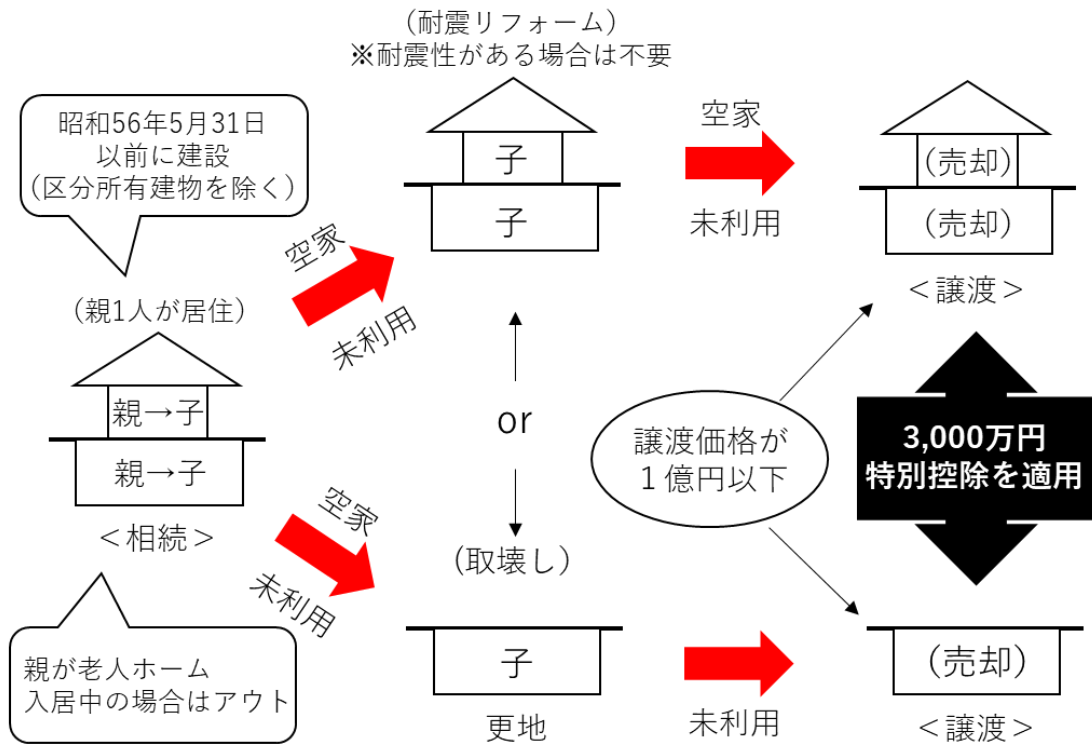 (耐震リフォーム)
※耐震性がある場合は不要
昭和56年5月31日
以前に建設
(区分所有建物を除く)
(親1人が居住)
親→子
親→子
<相続>
親が老人ホーム
入居中の場合はアウト
空家
未利用
空家
未利用
子
子
or
(取壊し)
子
更地
空家
未利用
未利用
譲渡価格が
1億円以下
(売却)
(売却)
<譲渡>
3,000万円
特別控除を適用
(売却)
<譲渡>